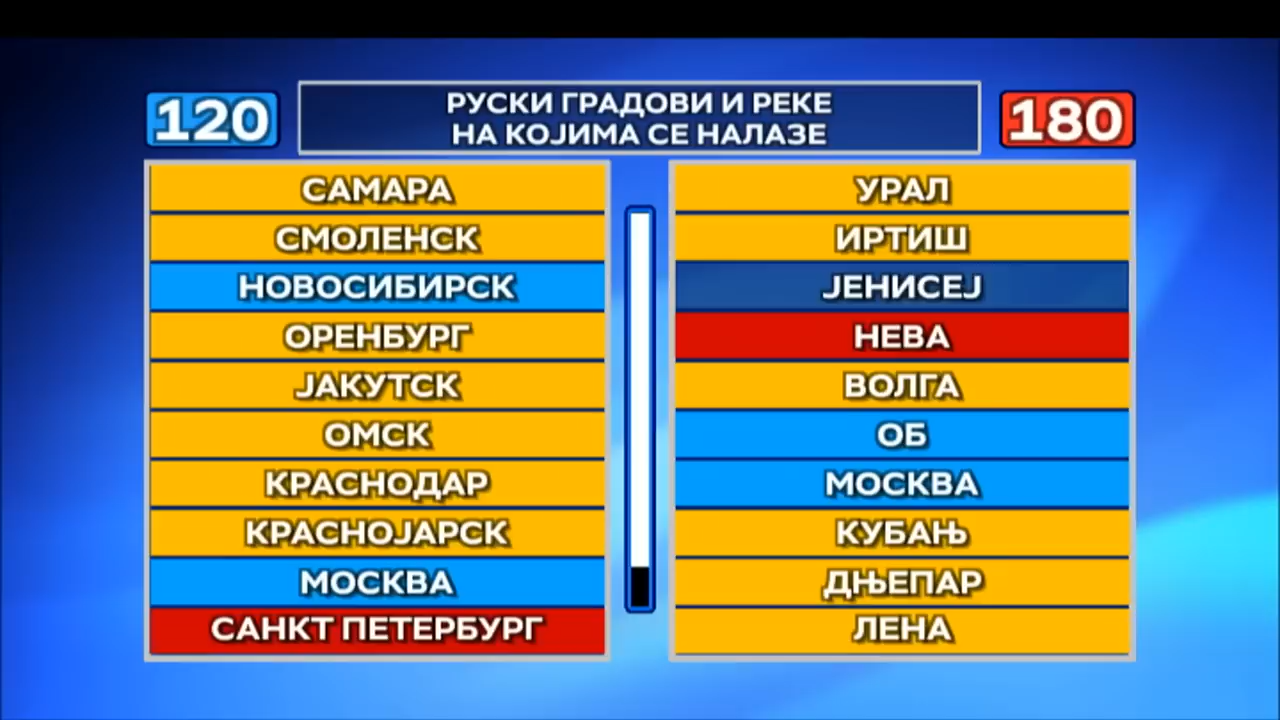 120
РУСКИ ГРАДОВИ И РЕКЕ
НА КОЈИМА СЕ НАЛАЗЕ
180
САМАРА
СМОЛЕНСК
НОВОСИБИРСК
ОРЕНБУРГ
ЈАКУТСК
ОМСК
КРАСНОДАР
КРАСНОЈАРСК
МОСКВА
САНКТ ПЕТЕРБУРГ
УРАЛ
ИРТИШ
ЈЕНИСЕЈ
НЕВА
ВОЛГА
ОБ
МОСКВА
КУБАЊ
ДЊЕПАР
ЛЕНА